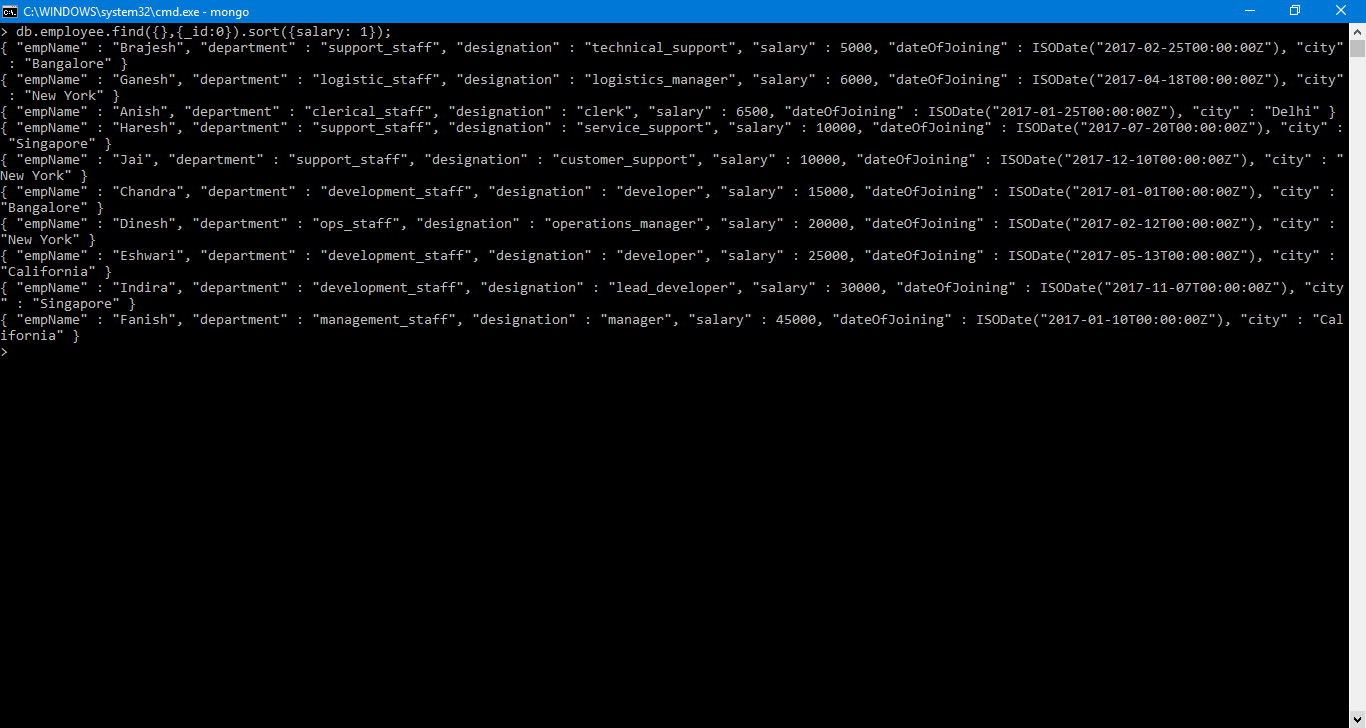 C:\WINDOWS\system32\cmd.exe - mongo
> db.employee.find({},{_id:0}).sort({salary: 1});
{ "empName" : "Brajesh", "department" : "support_staff", "designation" : "technical_support", "salary" : 5000, "dateOfJoining" : ISODate("2017-02-25T00:00:00Z"), "city"
 : "Bangalore" }
{ "empName" : "Ganesh", "department" : "logistic_staff", "designation" : "logistics_manager", "salary" : 6000, "dateOfJoining" : ISODate("2017-04-18T00:00:00Z"), "city"
 : "New York" }
{ "empName" : "Anish", "department" : "clerical_staff", "designation" : "clerk", "salary" : 6500, "dateOfJoining" : ISODate("2017-01-25T00:00:00Z"), "city" : "Delhi" }
{ "empName" : "Haresh", "department" : "support_staff", "designation" : "service_support", "salary" : 10000, "dateOfJoining" : ISODate("2017-07-20T00:00:00Z"), "city" :
 "Singapore" }
{ "empName" : "Jai", "department" : "support_staff", "designation" : "customer_support", "salary" : 10000, "dateOfJoining" : ISODate("2017-12-10T00:00:00Z"), "city" : "
New York" }
{ "empName" : "Chandra", "department" : "development_staff", "designation" : "developer", "salary" : 15000, "dateOfJoining" : ISODate("2017-01-01T00:00:00Z"), "city" :
"Bangalore" }
{ "empName" : "Dinesh", "department" : "ops_staff", "designation" : "operations_manager", "salary" : 20000, "dateOfJoining" : ISODate("2017-02-12T00:00:00Z"), "city" :
"New York" }
{ "empName" : "Eshwari", "department" : "development_staff", "designation" : "developer", "salary" : 25000, "dateOfJoining" : ISODate("2017-05-13T00:00:00Z"), "city" :
"California" }
{ "empName" : "Indira", "department" : "development_staff", "designation" : "lead_developer", "salary" : 30000, "dateOfJoining" : ISODate("2017-11-07T00:00:00Z"), "city
" : "Singapore" }
{ "empName" : "Fanish", "department" : "management_staff", "designation" : "manager", "salary" : 45000, "dateOfJoining" : ISODate("2017-01-10T00:00:00Z"), "city" : "Cal
ifornia" }
>